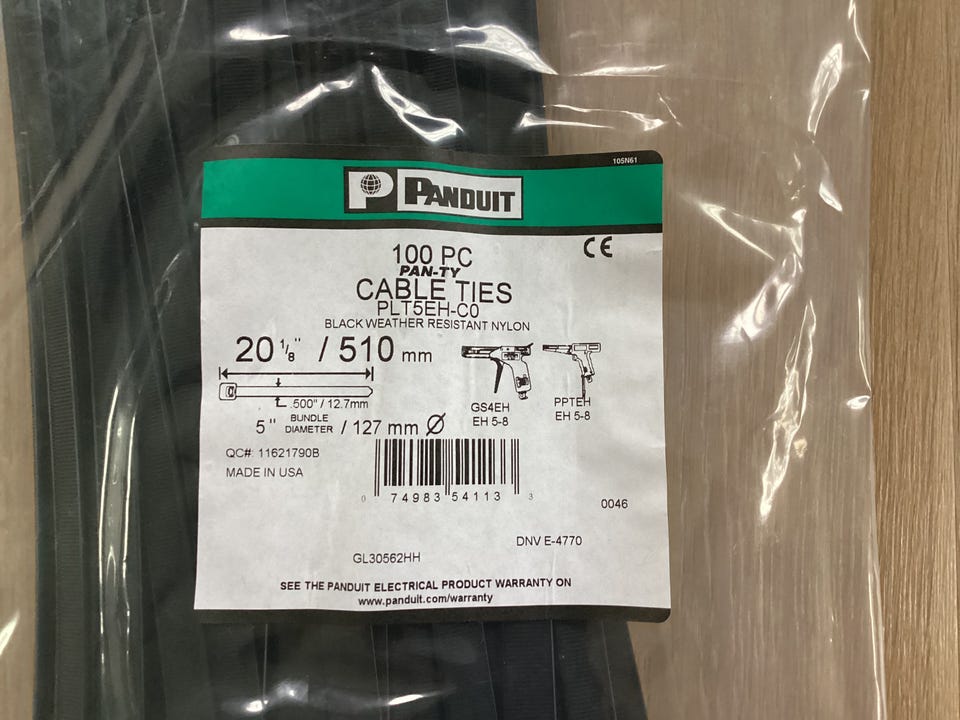 105N61
P PANDUIT
CE
100 PC
PAN-TY
CABLE TIES
PLT5EH-C0
BLACK WEATHER RESISTANT NYLON
20 1/8" / 510 mm
.500" / 12.7mm
GS4EH
EH 5-8
PPTEH
EH 5-8
5" BUNDLE DIAMETER / 127 mm Ø
QC#: 11621790B
MADE IN USA
0 74983 54113 3
0046
DNV E-4770
GL30562HH
SEE THE PANDUIT ELECTRICAL PRODUCT WARRANTY ON
www.panduit.com/warranty